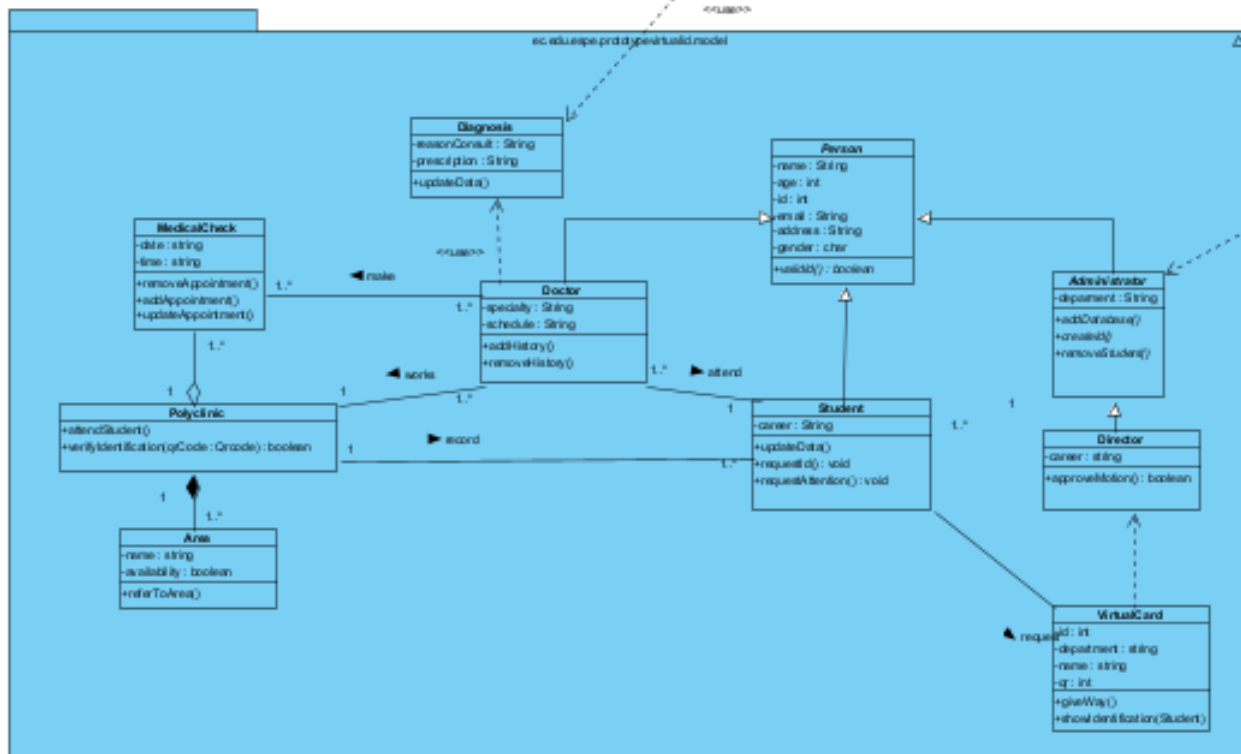 <<use>>
ec.edu.espe.prototypevirtualid.model
Diagnosis
-reasonConsult : String
-prescription : String
+updateData()
Person
-name : String
-age : int
-id : int
-email : String
-address : String
-gender : char
+validId() : boolean
MedicalCheck
-date : string
-time : string
+removeAppointment()
+addAppointment()
+updateAppointment()
<<use>>
make
1..*
1..*
Doctor
-specialty : String
-schedule : String
+addHistory()
+removeHistory()
Administrator
-deparment : String
+addDatabase()
+createId()
+removeStudent()
1..*
1
works
1
1..*
1..*
attend
1
Polyclinic
+attendStudent()
+verifyIdentification(qrCode : Qrcode) : boolean
record
1
1..*
Student
-career : String
+updateData()
+requestId() : void
+requestAttention() : void
1..*
1
Director
-career : string
+approveMotion() : boolean
1
1..*
Area
-name : string
-availability : boolean
+referToArea()
request
VirtualCard
-id : int
-department : string
-name : string
-qr : int
+giveWay()
+showIdentification(Student)